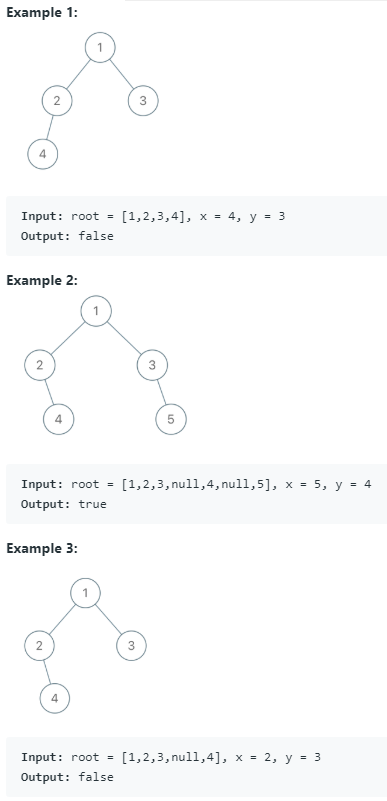 Example 1:
1
2 3
4
Input: root = [1,2,3,4], x = 4, y = 3
Output: false
Example 2:
1
2 3
4 5
Input: root = [1,2,3,null,4,null,5], x = 5, y = 4
Output: true
Example 3:
1
2 3
4
Input: root = [1,2,3,null,4], x = 2, y = 3
Output: false